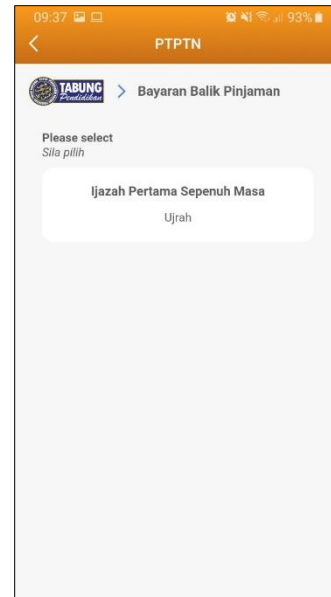 09:37 93%
PTPTN
TABUNG
Pendidikan
> Bayaran Balik Pinjaman
Please select
Sila pilih
Ijazah Pertama Sepenuh Masa
Ujrah